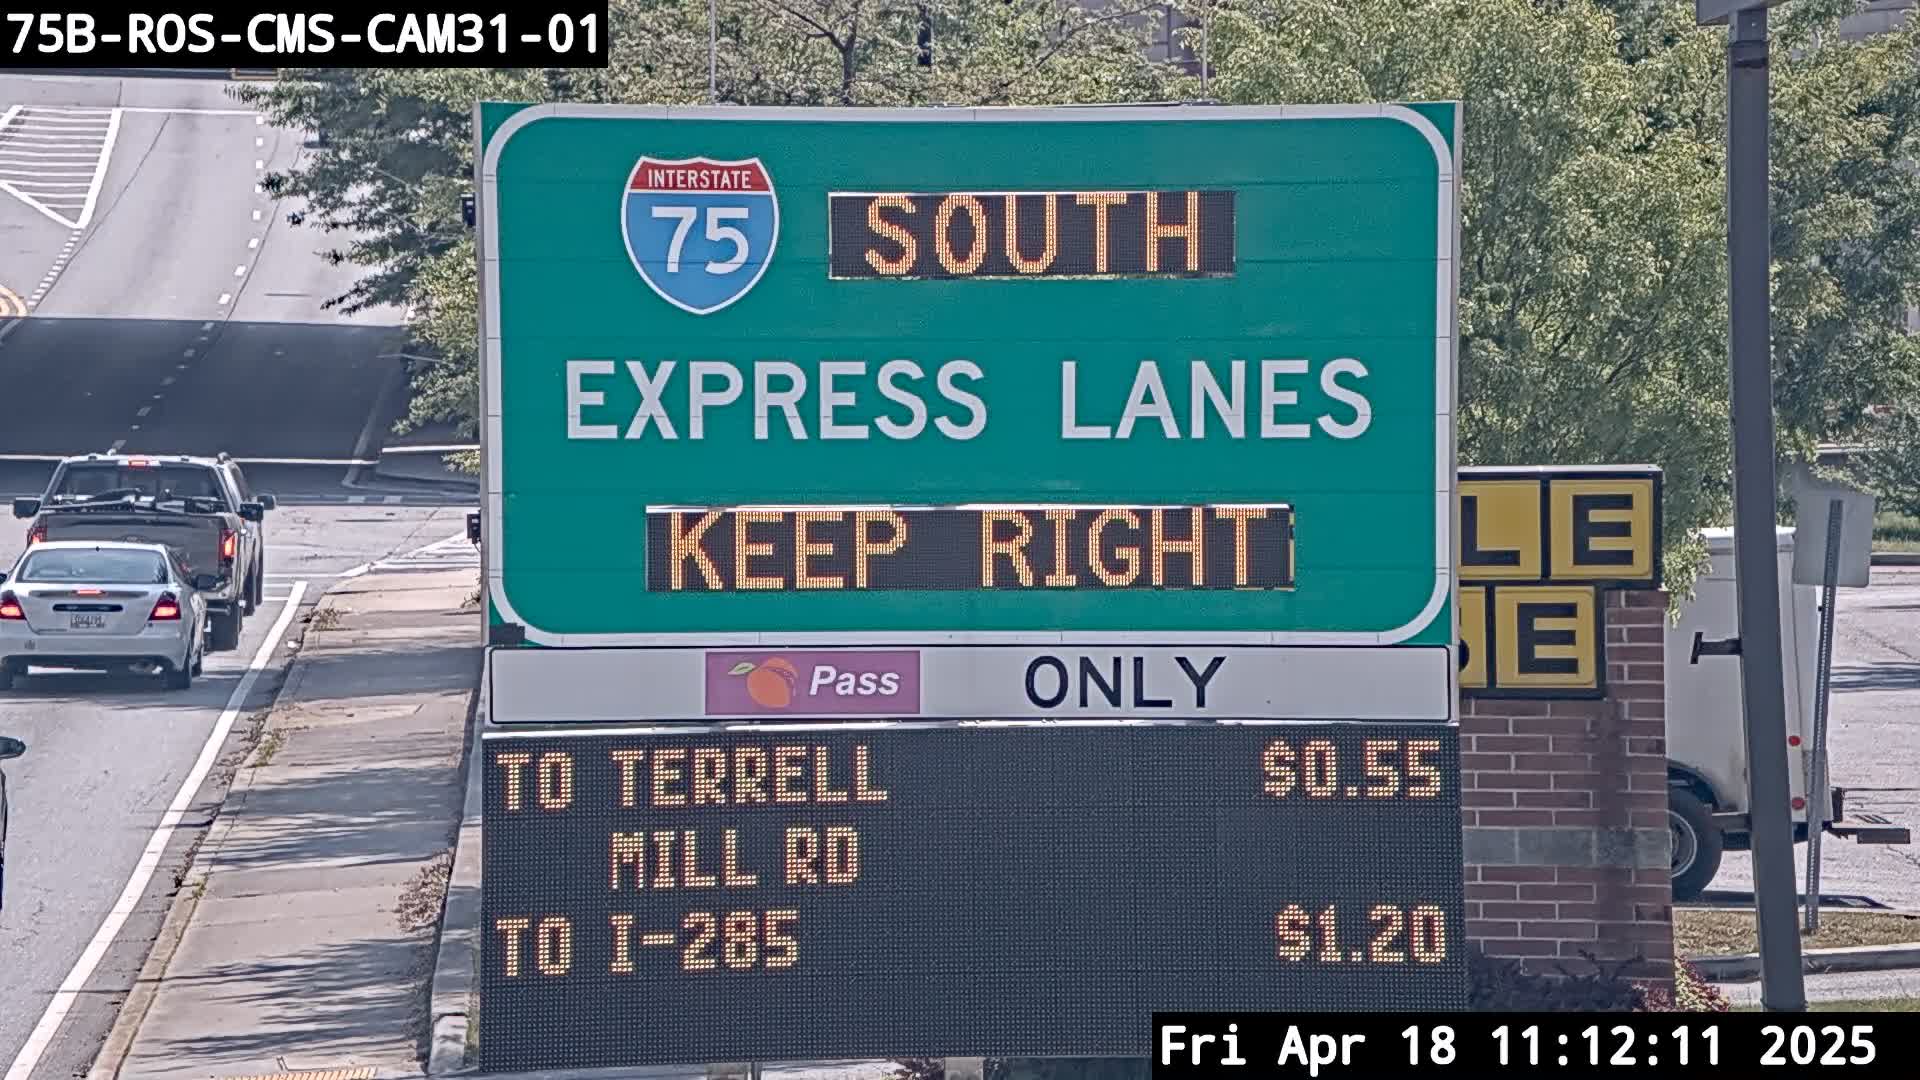 75B-ROS-CMS-CAM31-01
INTERSTATE
75
SOUTH
EXPRESS LANES
KEEP RIGHT
Pass ONLY
TO TERRELL $0.55
MILL RD
TO I-285 $1.20
LE
E
Fri Apr 18 11:12:11 2025